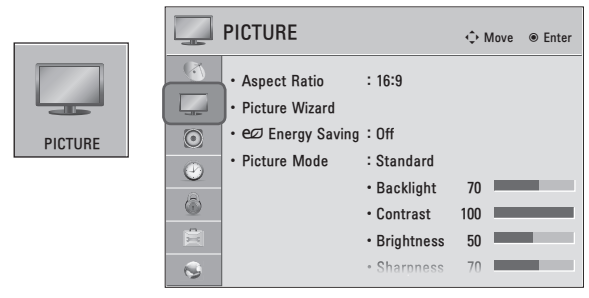 PICTURE
PICTURE
Move Enter
• Aspect Ratio : 16:9
• Picture Wizard
• Energy Saving : Off
• Picture Mode : Standard
• Backlight 70
• Contrast 100
• Brightness 50
• Sharpness 70